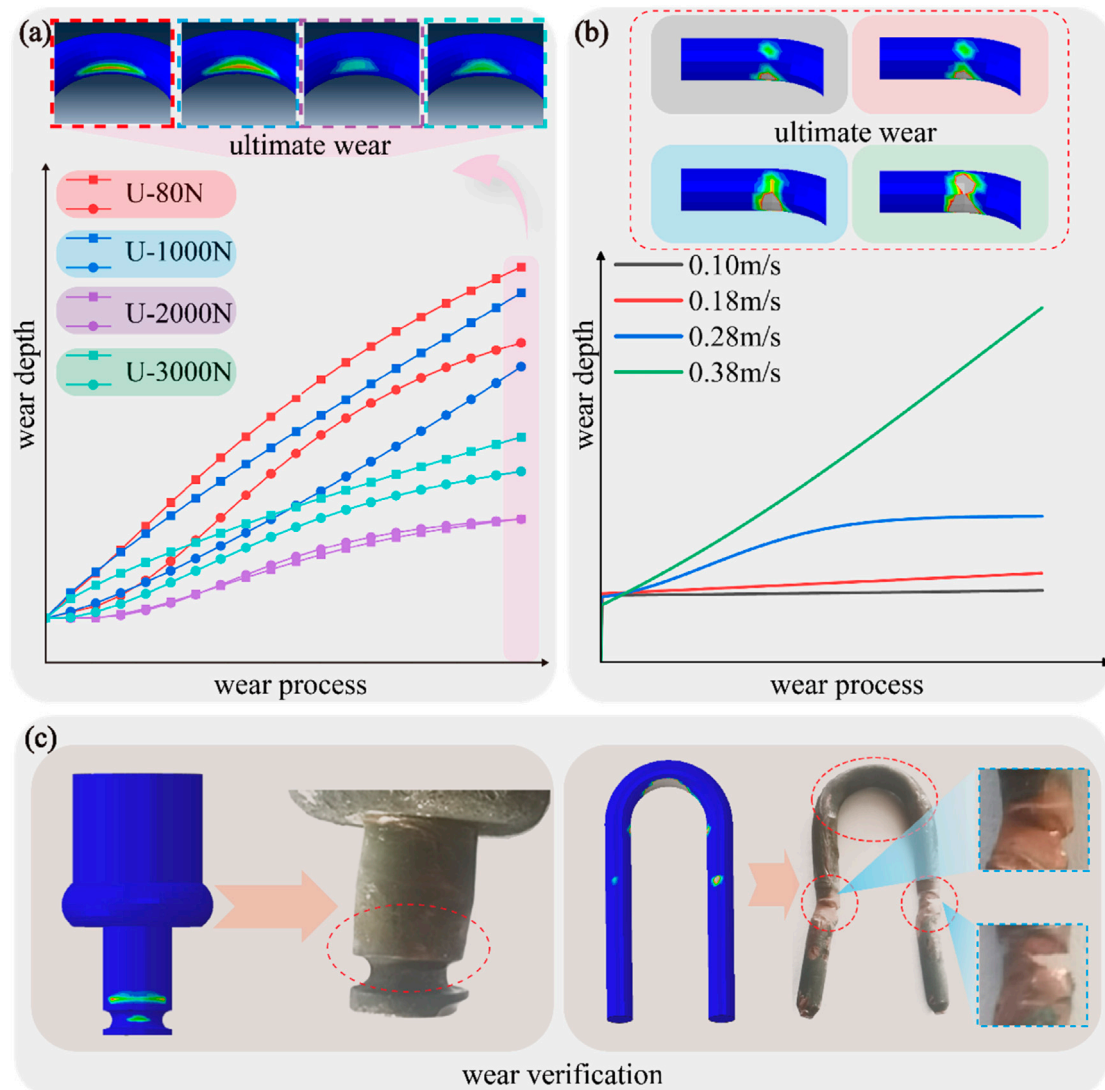 (a)
ultimate wear
U-80N
U-1000N
U-2000N
U-3000N
wear depth
wear process
(b)
ultimate wear
0.10m/s
0.18m/s
0.28m/s
0.38m/s
wear depth
wear process
(c)
wear verification